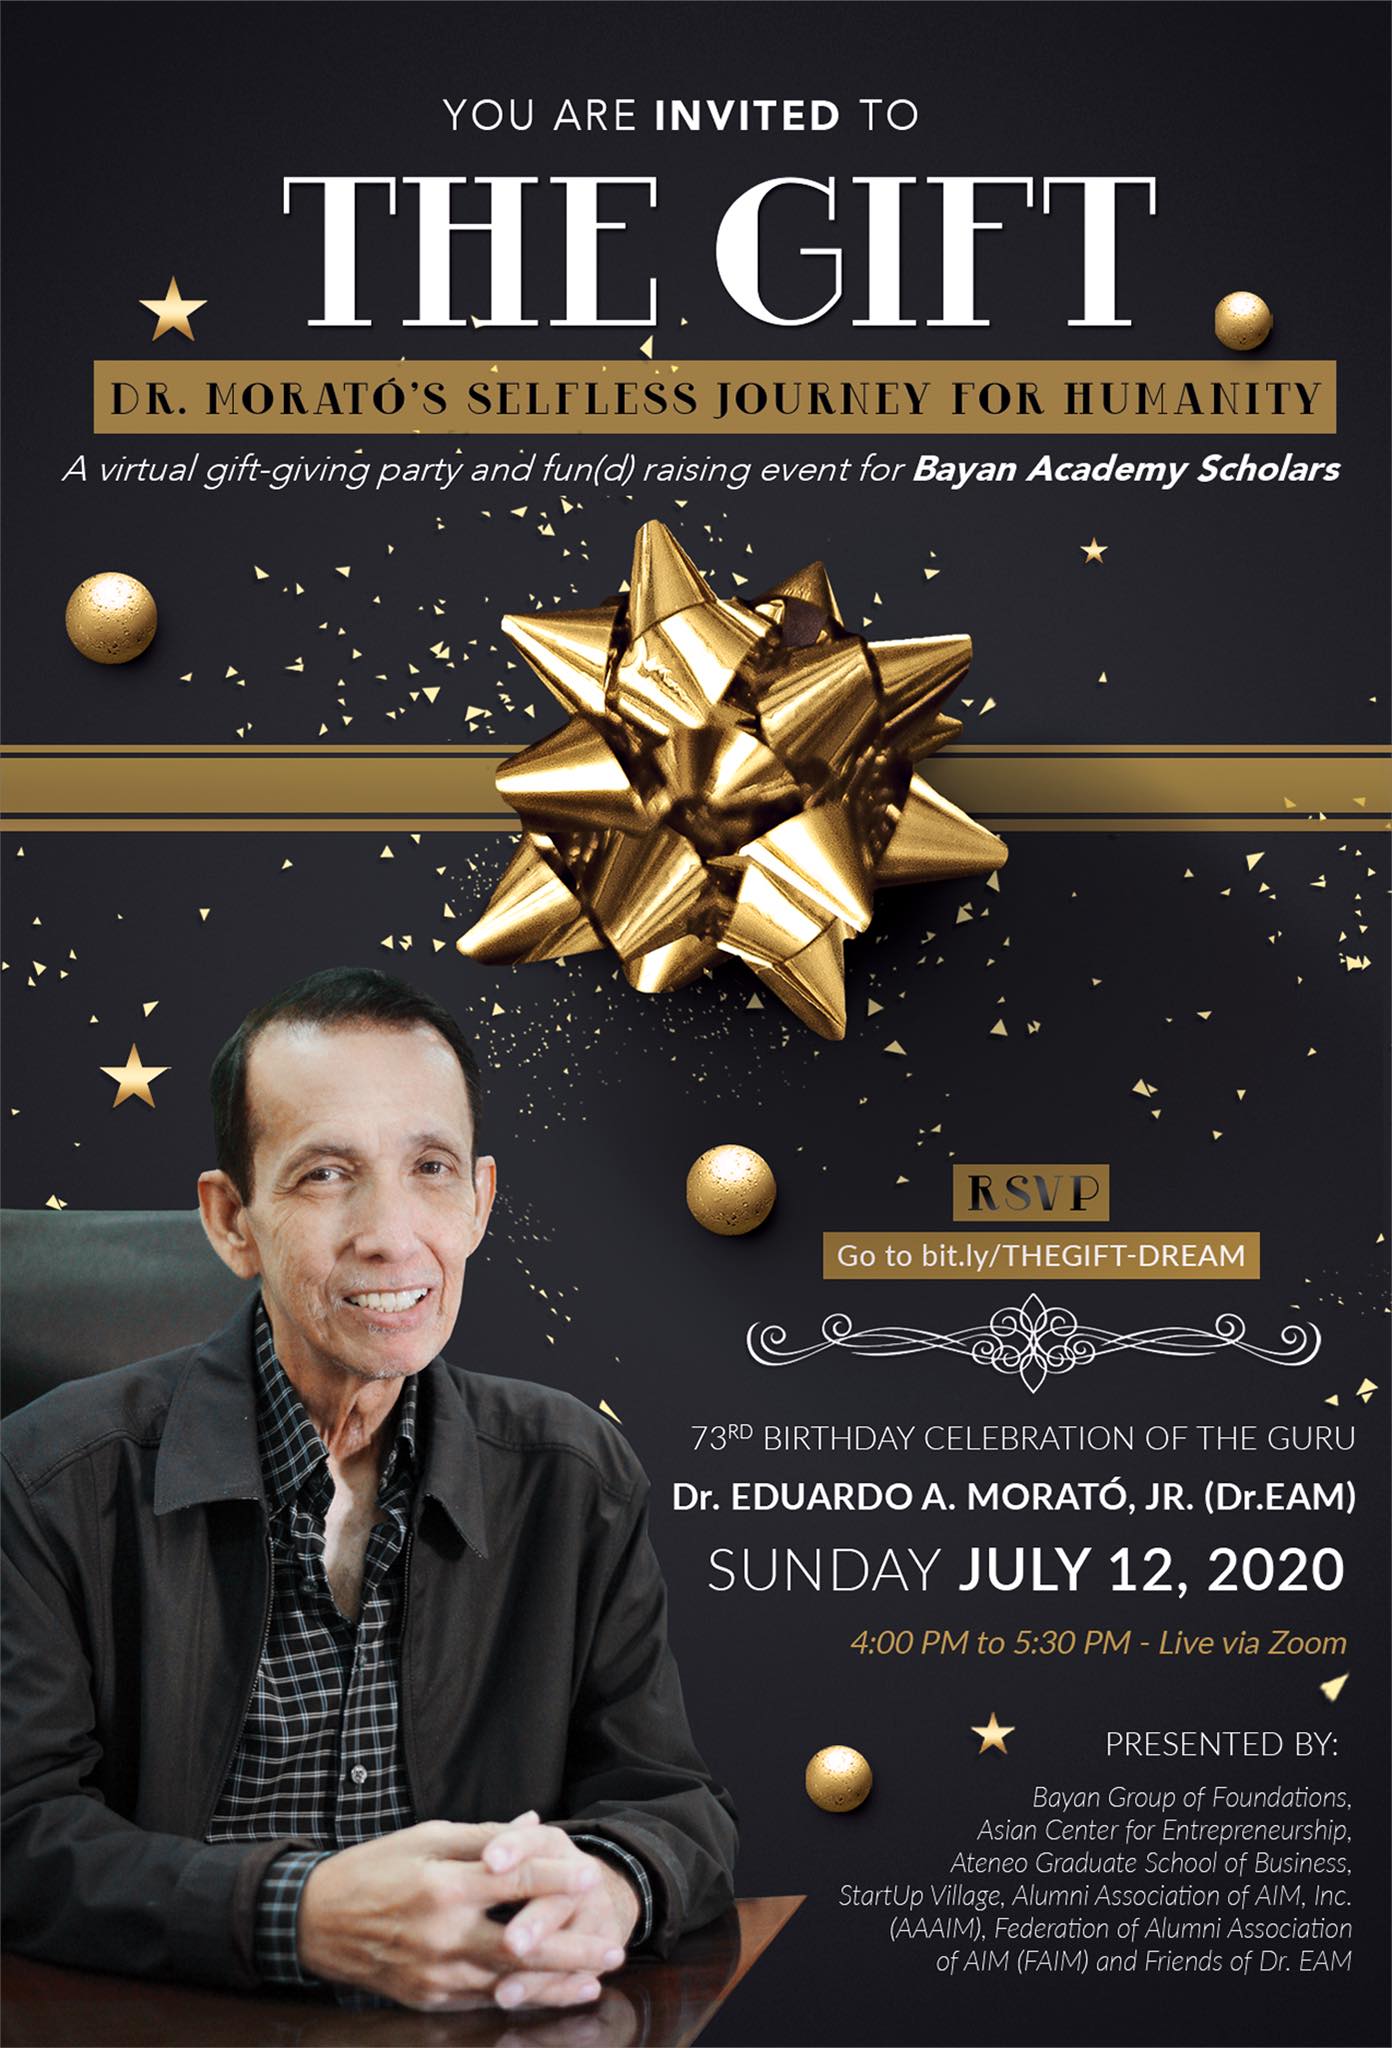 YOU ARE INVITED TO
THE GIFT
DR. MORATÓ'S SELFLESS JOURNEY FOR HUMANITY
A virtual gift-giving party and fun(d) raising event for Bayan Academy Scholars
RSVP
Go to bit.ly/THEGIFT-DREAM
73RD BIRTHDAY CELEBRATION OF THE GURU
Dr. EDUARDO A. MORATÓ, JR. (Dr.EAM)
SUNDAY JULY 12, 2020
4:00 PM to 5:30 PM - Live via Zoom
PRESENTED BY:
Bayan Group of Foundations,
Asian Center for Entrepreneurship,
Ateneo Graduate School of Business,
StartUp Village, Alumni Association of AIM, Inc.
(AAAIM), Federation of Alumni Association
of AIM (FAIM) and Friends of Dr. EAM